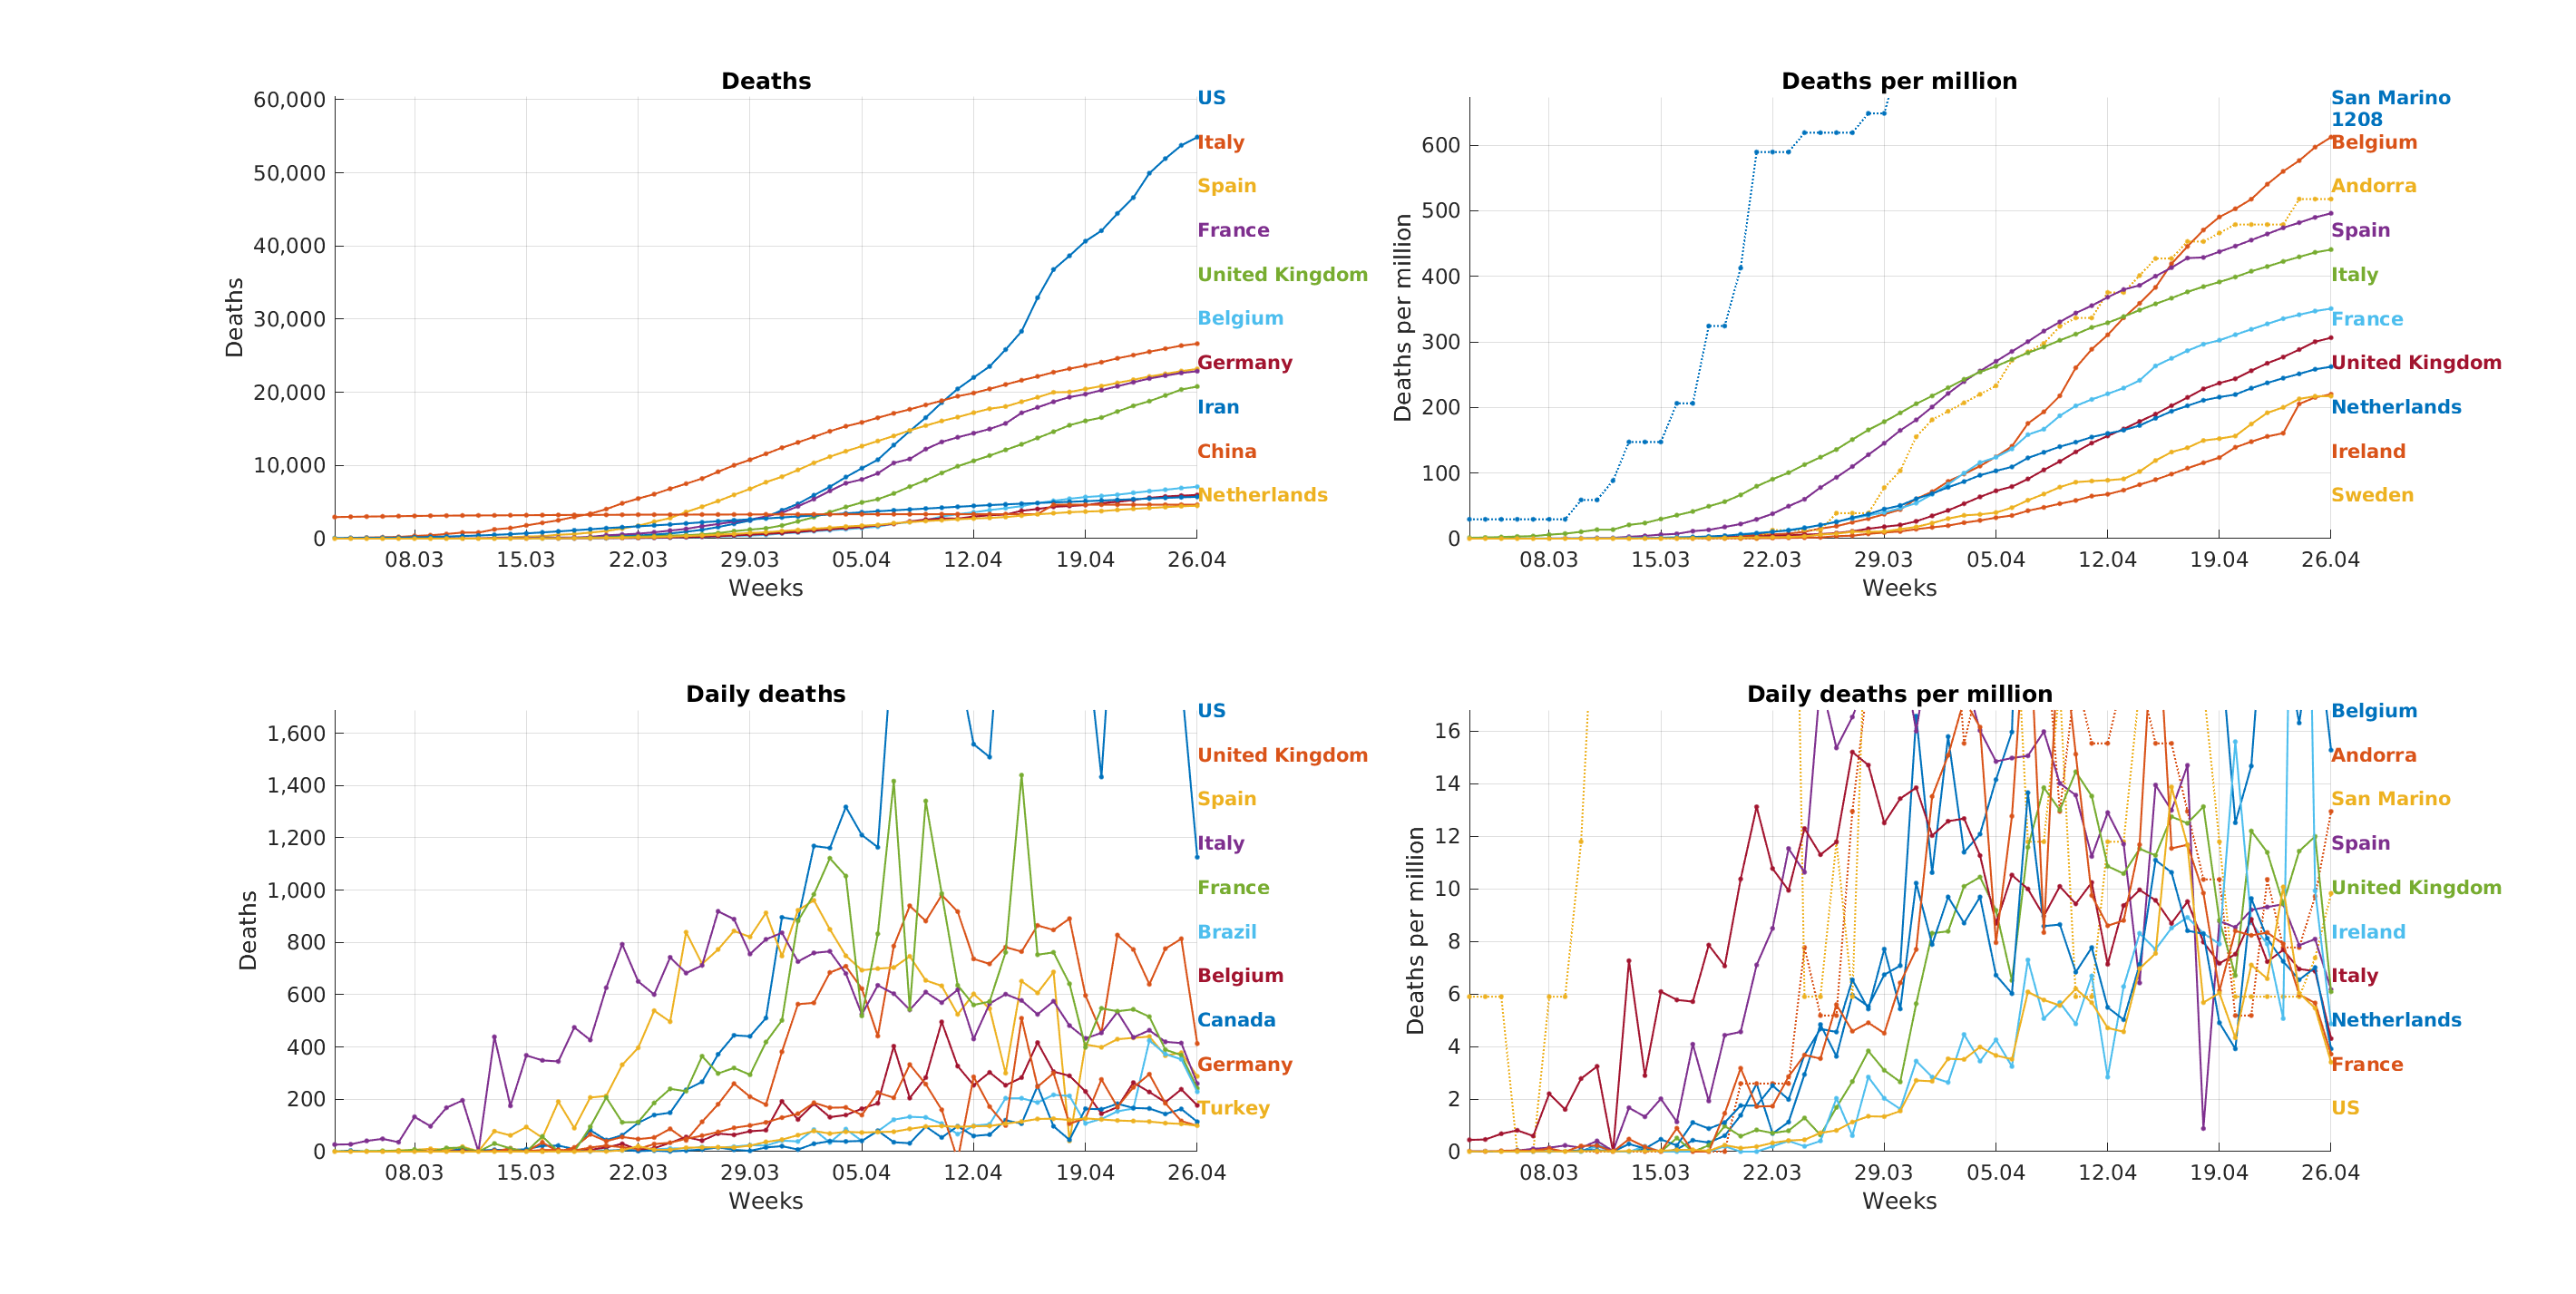 Deaths
60,000
50,000
40,000
30,000
20,000
10,000
0
Deaths
08.03 15.03 22.03 29.03 05.04 12.04 19.04 26.04
Weeks
US
Italy
Spain
France
United Kingdom
Belgium
Germany
Iran
China
Netherlands
Deaths per million
600
500
400
300
200
100
0
Deaths per million
08.03 15.03 22.03 29.03 05.04 12.04 19.04 26.04
Weeks
San Marino
1208
Belgium
Andorra
Spain
Italy
France
United Kingdom
Netherlands
Ireland
Sweden
Daily deaths
1,600
1,400
1,200
1,000
800
600
400
200
0
Deaths
08.03 15.03 22.03 29.03 05.04 12.04 19.04 26.04
Weeks
US
United Kingdom
Spain
Italy
France
Brazil
Belgium
Canada
Germany
Turkey
Daily deaths per million
16
14
12
10
8
6
4
2
0
Deaths per million
08.03 15.03 22.03 29.03 05.04 12.04 19.04 26.04
Weeks
Belgium
Andorra
San Marino
Spain
United Kingdom
Ireland
Italy
Netherlands
France
US